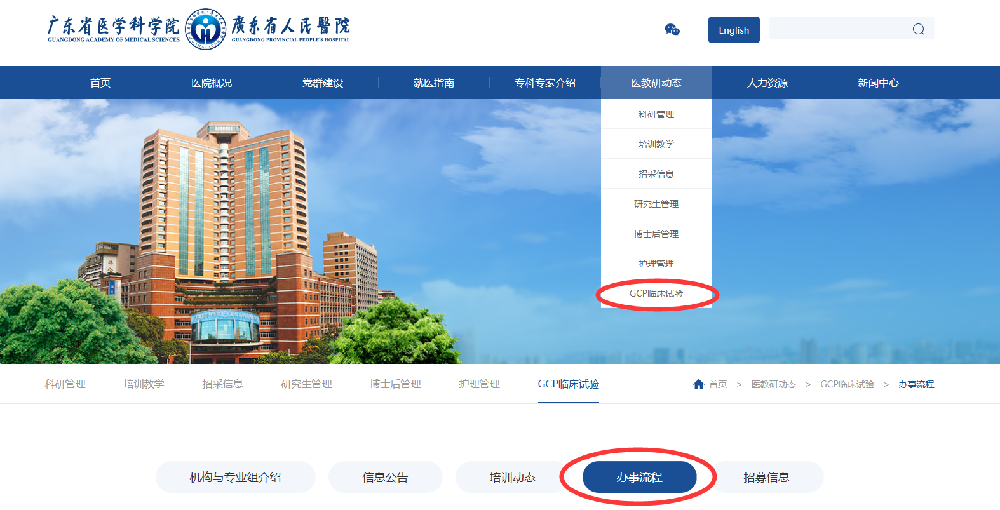 广东省医学科学院
GUANGDONG ACADEMY OF MEDICAL SCIENCES
廣东省人民醫院
GUANGDONG PROVINCIAL PEOPLE'S HOSPITAL
English
首页
医院概况
党群建设
就医指南
专科专家介绍
医教研动态
人力资源
新闻中心
科研管理
培训教学
招采信息
研究生管理
博士后管理
护理管理
GCP临床试验
科研管理
培训教学
招采信息
研究生管理
博士后管理
护理管理
GCP临床试验
首页 > 医教研动态 > GCP临床试验 > 办事流程
机构与专业组介绍
信息公告
培训动态
办事流程
招募信息